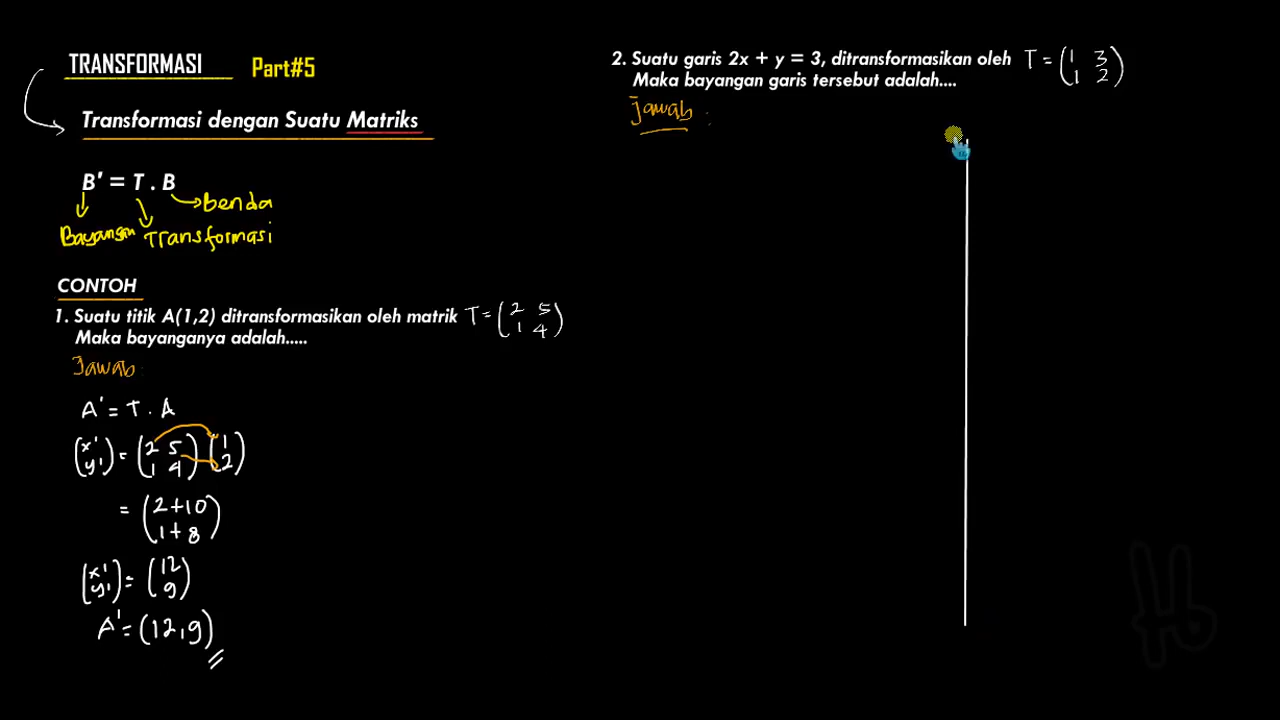 TRANSFORMASI Part#5
Transformasi dengan Suatu Matriks
B' = T . B
benda
Bayangan Transformasi
CONTOH
1. Suatu titik A(1,2) ditransformasikan oleh matrik T = (2 5
1 4)
Maka bayanganya adalah.....
Jawab :
A' = T . A
(x'
y') = (2 5
1 4) (1
2)
= (2+10
1+8)
(x'
y') = (12
9)
A' = (12,9)
2. Suatu garis 2x + y = 3, ditransformasikan oleh T = (1 3
1 2)
Maka bayangan garis tersebut adalah....
Jawab :